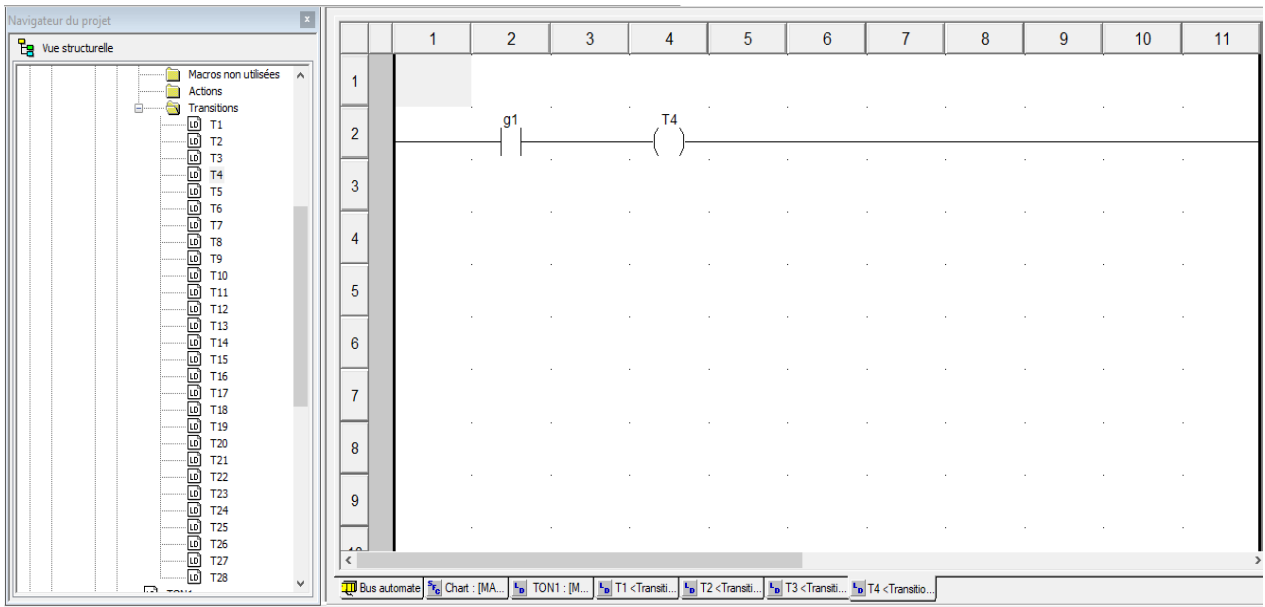 Navigateur du projet
x
Vue structurelle
Macros non utilisées
Actions
Transitions
T1
T2
T3
T4
T5
T6
T7
T8
T9
T10
T11
T12
T13
T14
T15
T16
T17
T18
T19
T20
T21
T22
T23
T24
T25
T26
T27
T28
1 2 3 4 5 6 7 8 9 10 11
1
g1 T4
2
3
4
5
6
7
8
9
Bus automate Chart : [MA... TON1 : [M... T1 <Transiti... T2 <Transiti... T3 <Transiti... T4 <Transitio...